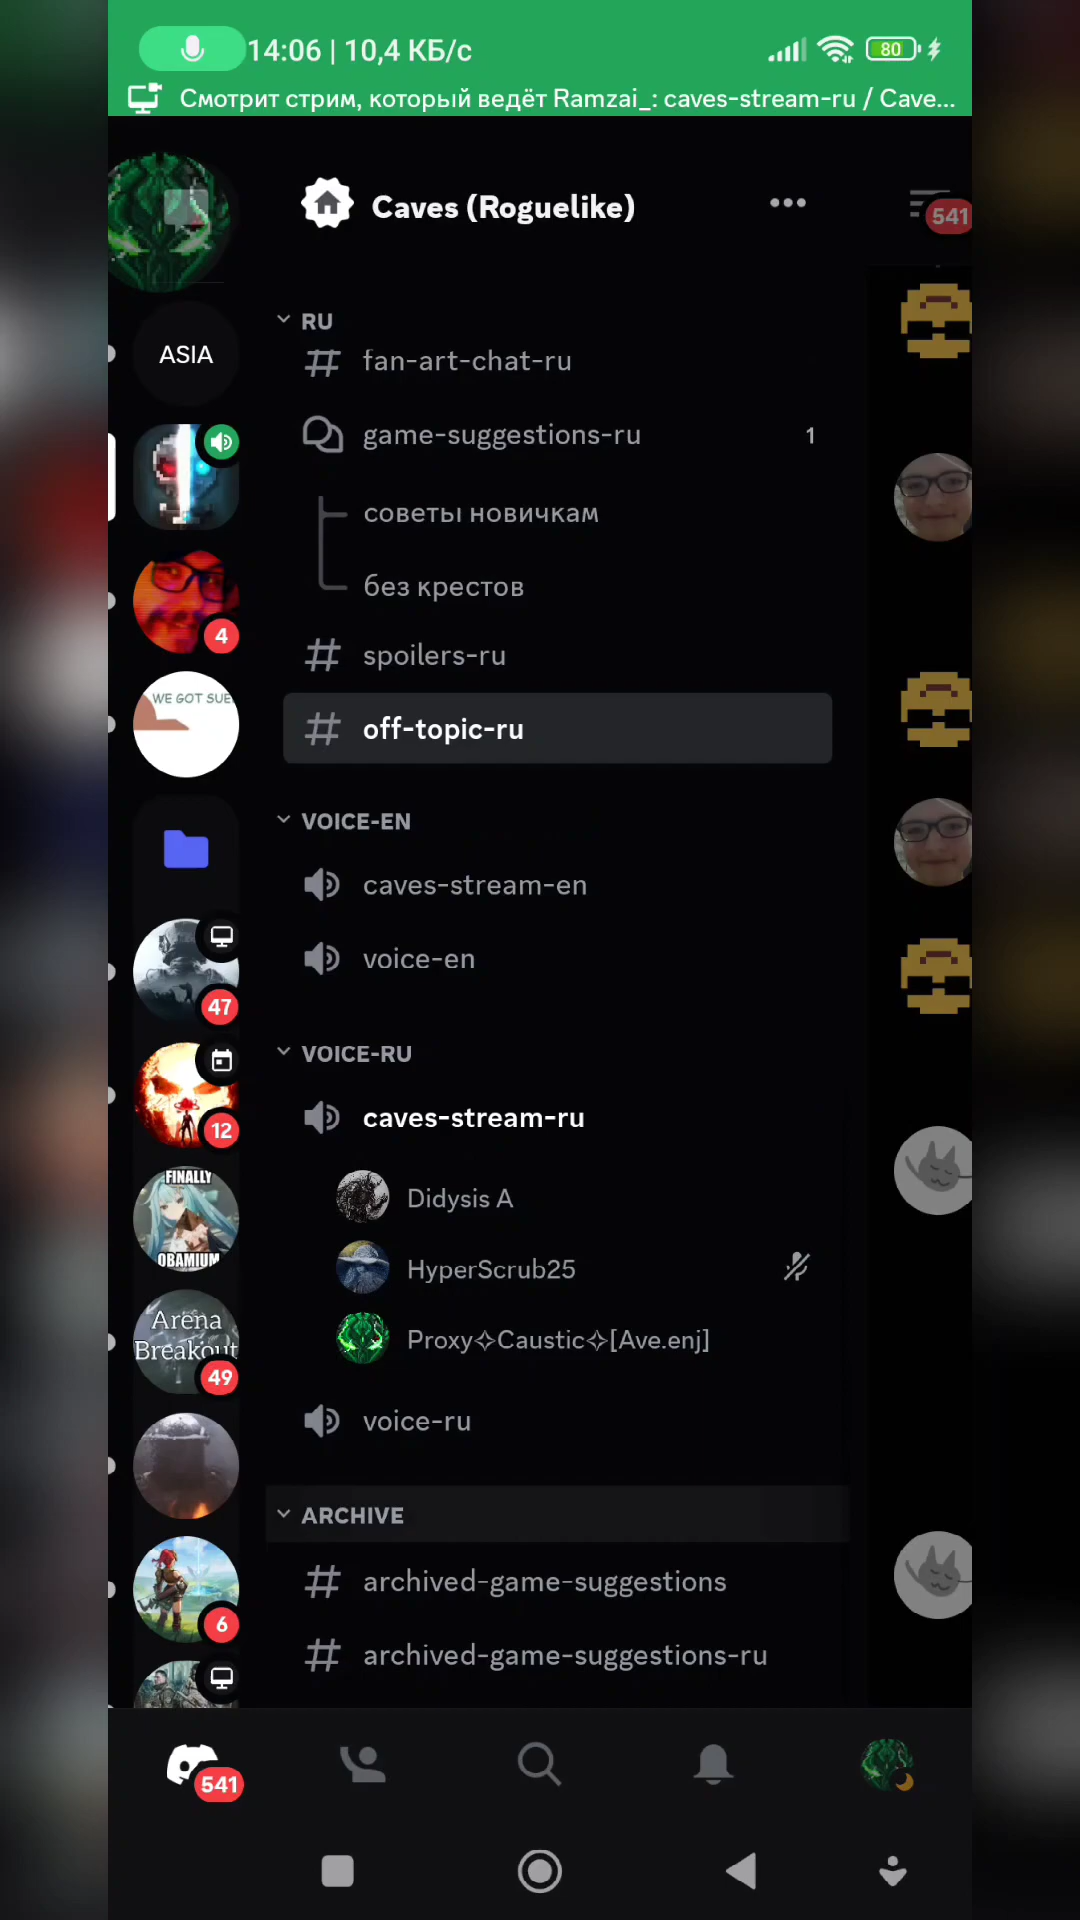 14:06 | 10,4 КБ/с
80
Смотрит стрим, который ведёт Ramzai_: caves-stream-ru / Cave...
Caves (Roguelike)
541
RU
fan-art-chat-ru
ASIA
game-suggestions-ru 1
советы новичкам
без крестов
4
spoilers-ru
WE GOT SUE
off-topic-ru
VOICE-EN
caves-stream-en
voice-en
47
VOICE-RU
caves-stream-ru
12
FINALLY
OBAMIUM
Didysis A
HyperScrub25
Arena
Breakout
49
Proxy✧Caustic✧[Ave.enj]
voice-ru
ARCHIVE
archived-game-suggestions
6
archived-game-suggestions-ru
541